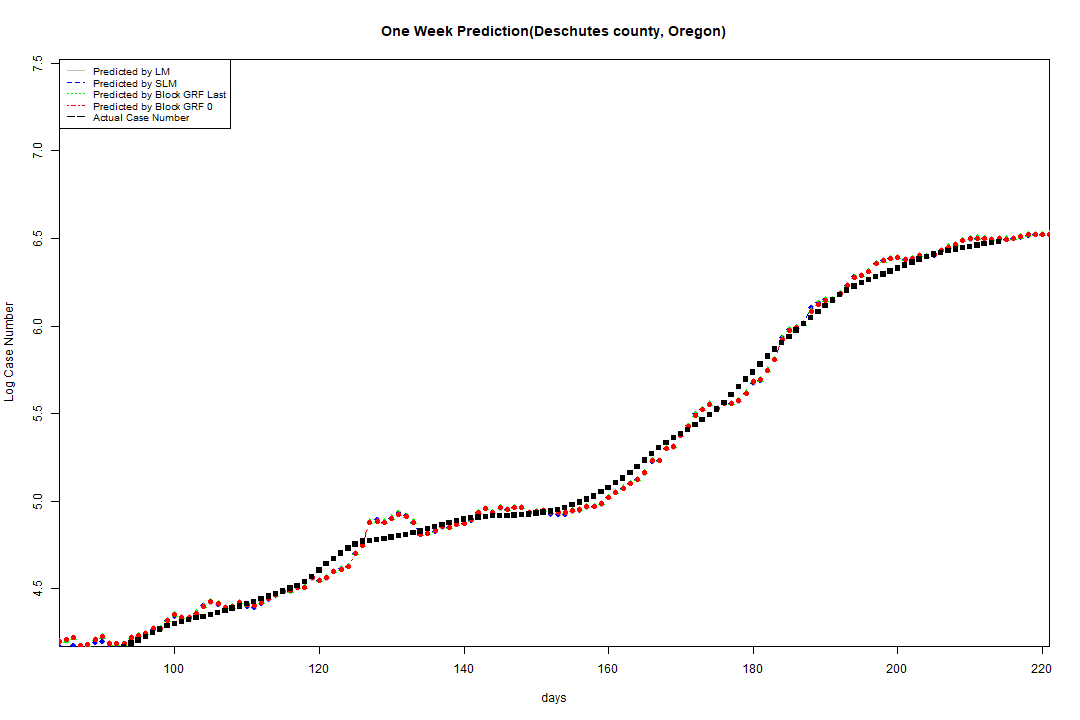 One Week Prediction(Deschutes county, Oregon)
Predicted by LM
Predicted by SLM
Predicted by Block GRF Last
Predicted by Block GRF 0
Actual Case Number
7.5
7.0
6.5
6.0
5.5
5.0
4.5
Log Case Number
100 120 140 160 180 200 220
days